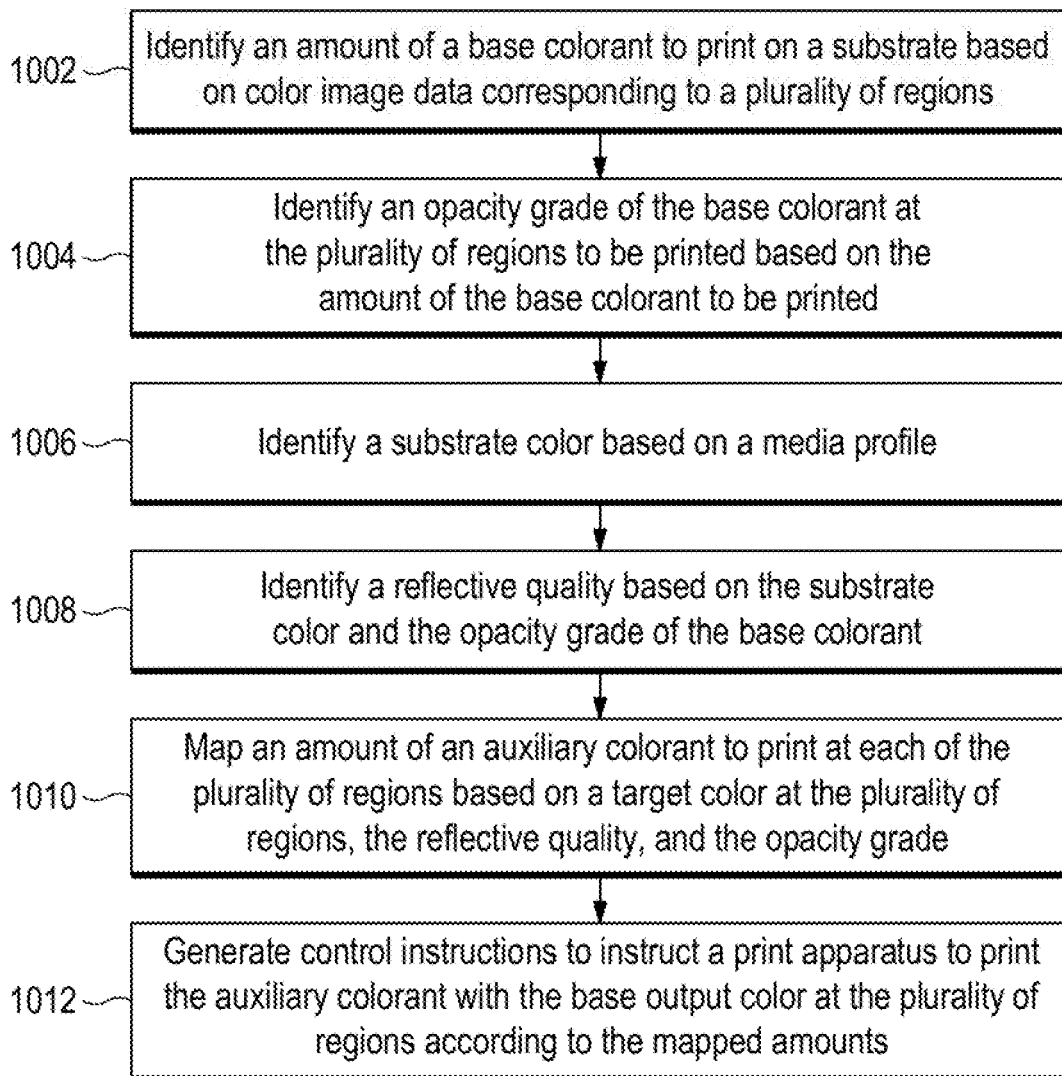 Identify an amount of a base colorant to print on a substrate based
1002
on color image data corresponding to a plurality of regions
Identify an opacity grade of the base colorant at
1004
the plurality of regions to be printed based on the
amount of the base colorant to be printed
1006
Identify a substrate color based on a media profile
Identify a reflective quality based on the substrate
1008
color and the opacity grade of the base colorant
Map an amount of an auxiliary colorant to print at each of the
1010
plurality of regions based on a target color at the plurality of
regions, the reflective quality, and the opacity grade
Generate control instructions to instruct a print apparatus to print
1012
the auxiliary colorant with the base output color at the plurality of
regions according to the mapped amounts